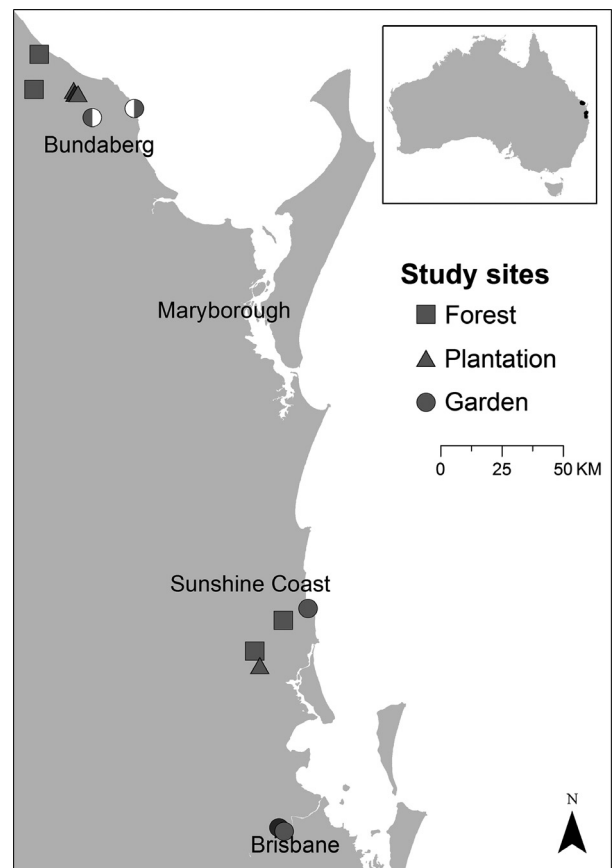 Bundaberg
Maryborough
Study sites
Forest
Plantation
Garden
0 25 50 KM
Sunshine Coast
Brisbane
N